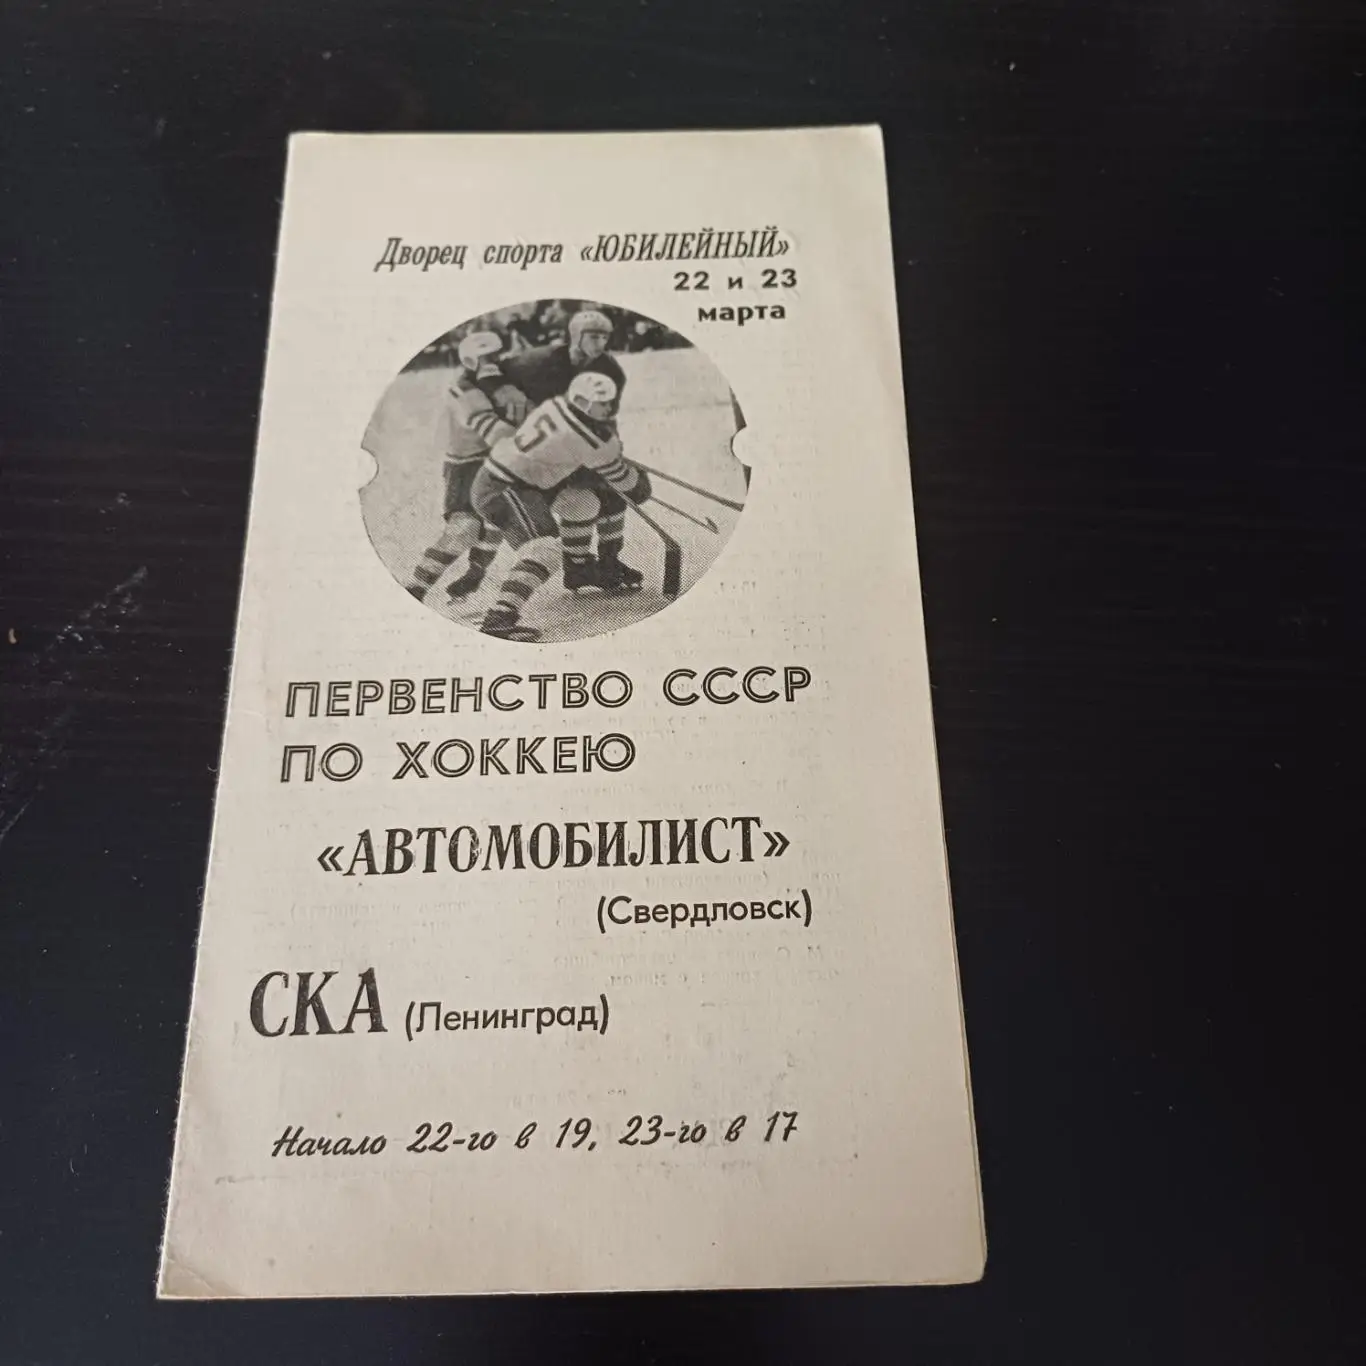 Дворец спорта «ЮБИЛЕЙНЫЙ»
22 и 23
марта
5
ПЕРВЕНСТВО СССР
ПО ХОККЕЮ
«АВТОМОБИЛИСТ»
(Свердловск)
СКА (Ленинград)
Начало 22-го в 19, 23-го в 17